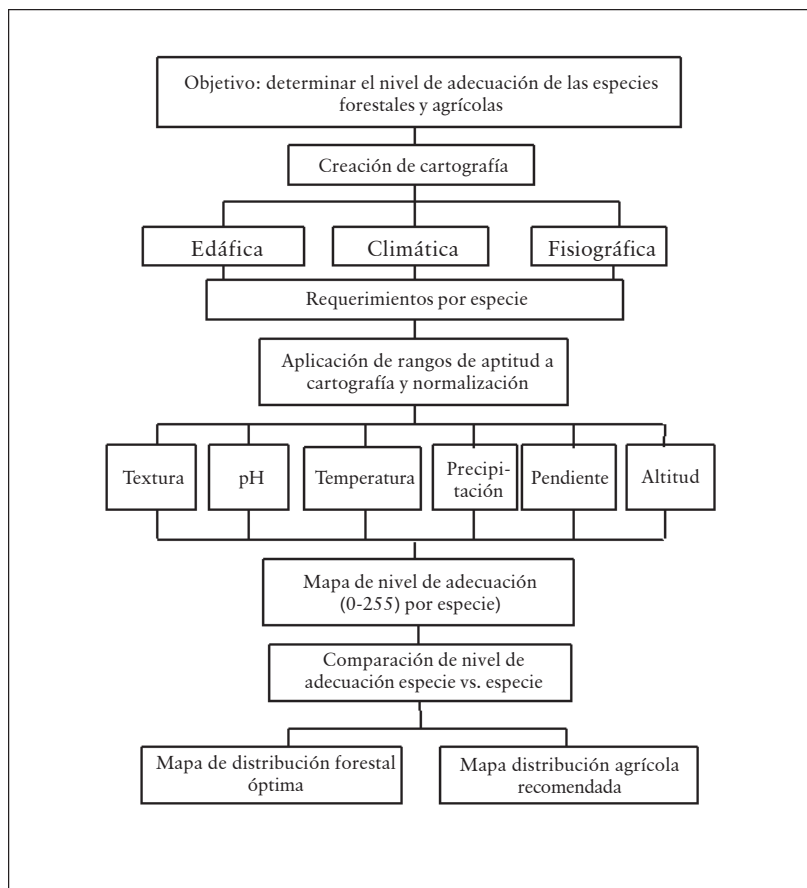 Objetivo: determinar el nivel de adecuación de las especies
forestales y agrícolas
Creación de cartografía
Edáfica
Climática
Fisiográfica
Requerimientos por especie
Aplicación de rangos de aptitud a
cartografía y normalización
Textura
pH
Temperatura
Precipi-
tación
Pendiente
Altitud
Mapa de nivel de adecuación
(0-255) por especie)
Comparación de nivel de
adecuación especie vs. especie
Mapa de distribución forestal
óptima
Mapa distribución agrícola
recomendada